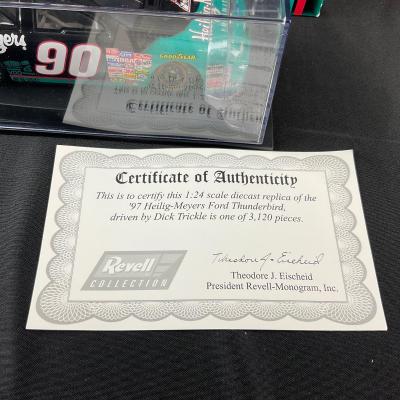 90
GOODYEAR
Certificate of Authenticity
This is to certify this 1:24 scale diecast replica of the
'97 Heilig-Meyers Ford Thunderbird,
driven by Dick Trickle is one of 3,120 pieces.
Revell
COLLECTION
Theodore J. Eischeid
Theodore J. Eischeid
President Revell-Monogram, Inc.